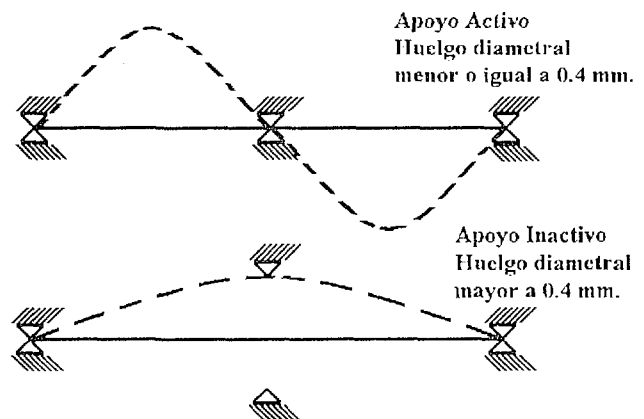 Apoyo Activo
Huelgo diametral
menor o igual a 0.4 mm.
Apoyo Inactivo
Huelgo diametral
mayor a 0.4 mm.